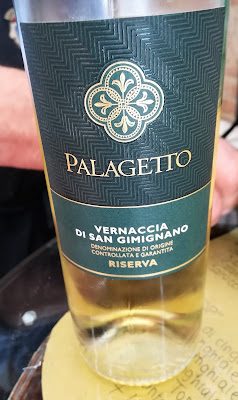 PALAGETTO
VERNACCIA
DI SAN GIMIGNANO
DENOMINAZIONE DI ORIGINE
CONTROLLATA E GARANTITA
RISERVA